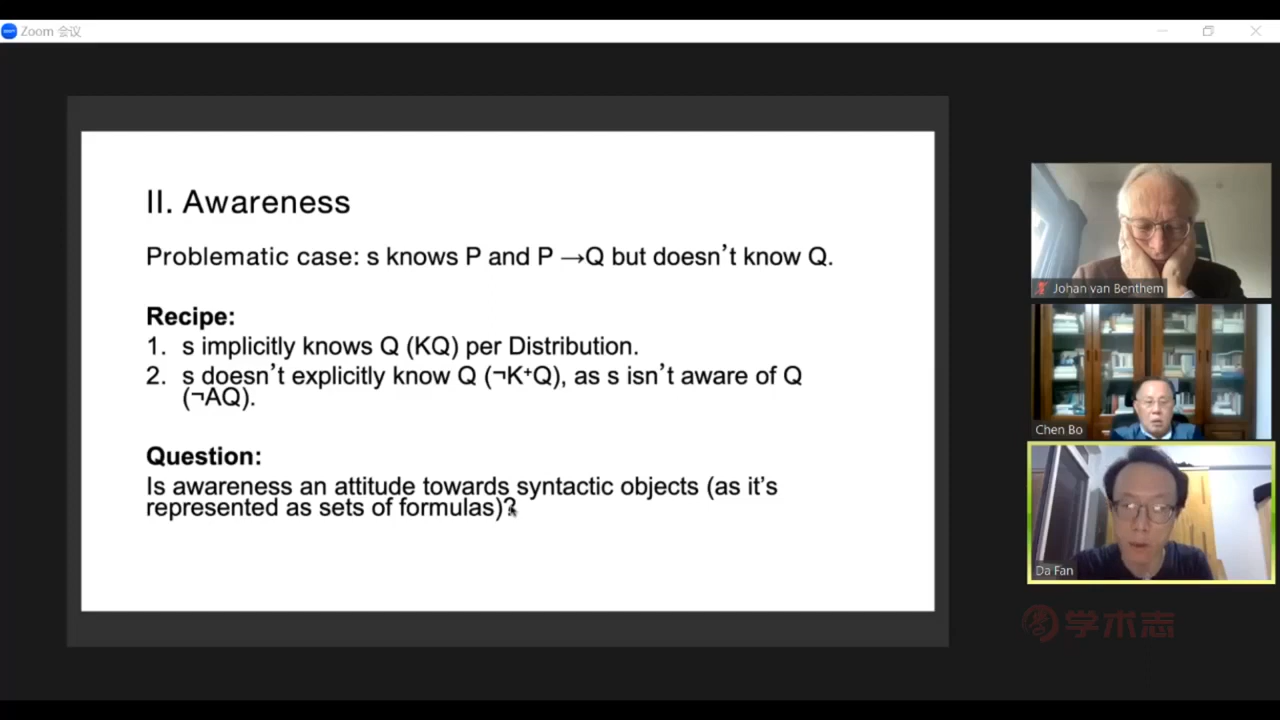 Zoom 会议
II. Awareness
Problematic case: s knows P and P →Q but doesn't know Q.
Recipe:
1. s implicitly knows Q (KQ) per Distribution.
2. s doesn't explicitly know Q (¬K⁺Q), as s isn't aware of Q
(¬AQ).
Question:
Is awareness an attitude towards syntactic objects (as it's
represented as sets of formulas)?
Johan van Benthem
Chen Bo
Da Fan
学术志